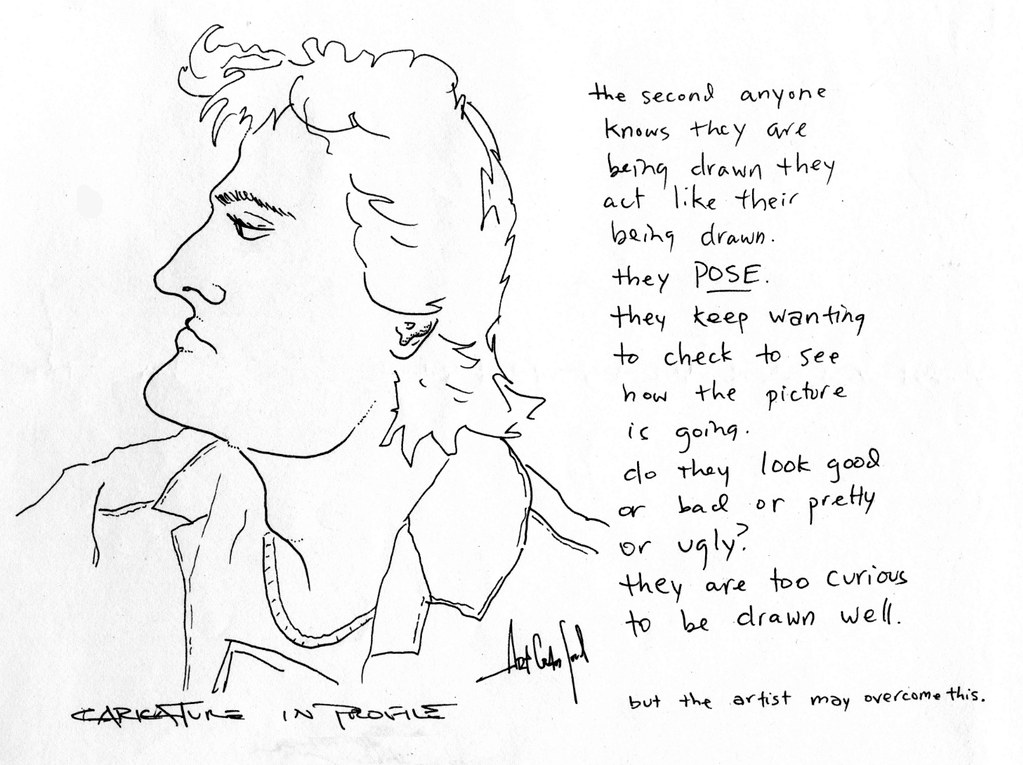 the second anyone
knows they are
being drawn they
act like their
being drawn.
they POSE.
they keep wanting
to check to see
how the picture
is going.
do they look good
or bad or pretty
or ugly?
they are too curious
to be drawn well.
but the artist may overcome this.
CARICATURE IN PROFILE